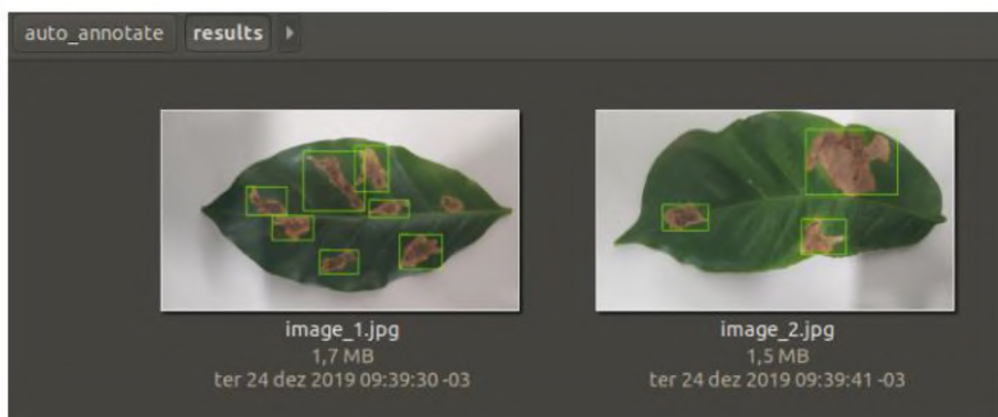 auto_annotate results
image_1.jpg image_2.jpg
1,7 MB 1,5 MB
ter 24 dez 2019 09:39:30 -03 ter 24 dez 2019 09:39:41 -03